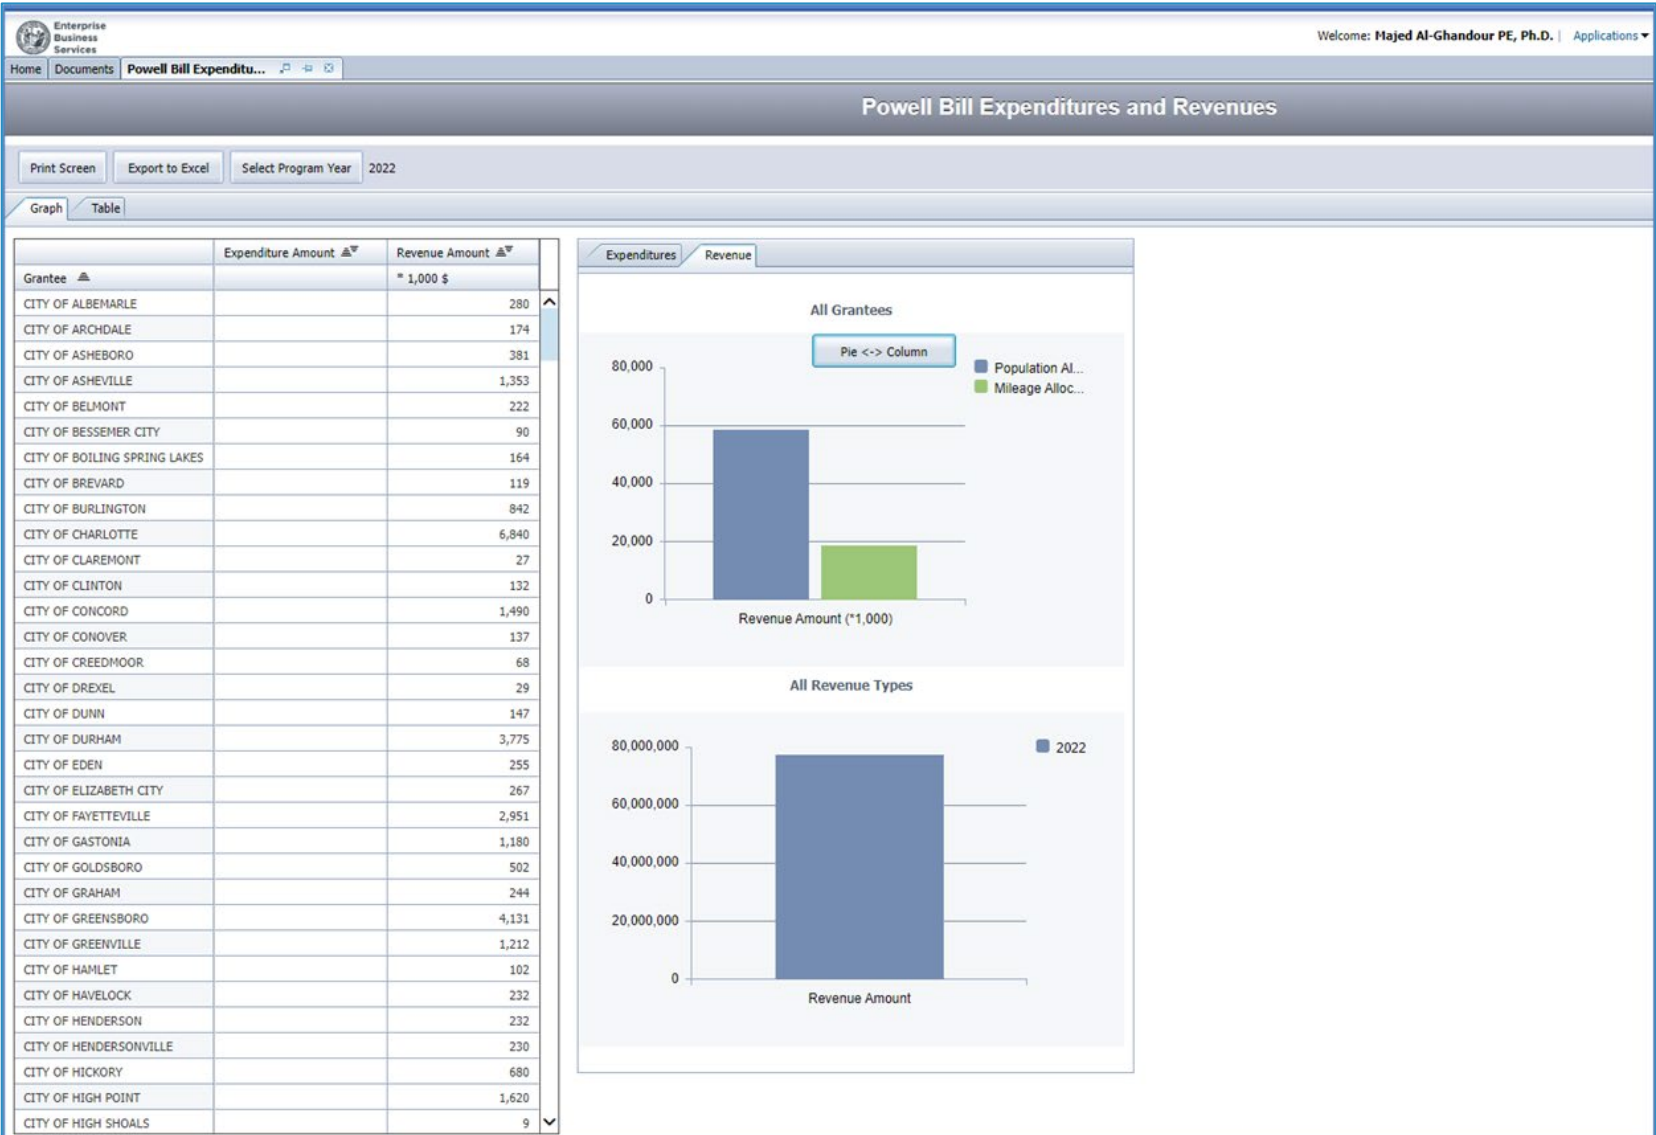 Enterprise
Business
Services
Welcome: Majed Al-Ghandour PE, Ph.D. | Applications
Home Documents Powell Bill Expenditu...
Powell Bill Expenditures and Revenues
Print Screen Export to Excel Select Program Year 2022
Graph Table
Expenditure Amount Revenue Amount
Grantee * 1,000 $
CITY OF ALBEMARLE 280
CITY OF ARCHDALE 174
CITY OF ASHEBORO 381
CITY OF ASHEVILLE 1,353
CITY OF BELMONT 222
CITY OF BESSEMER CITY 90
CITY OF BOILING SPRING LAKES 164
CITY OF BREVARD 119
CITY OF BURLINGTON 842
CITY OF CHARLOTTE 6,840
CITY OF CLAREMONT 27
CITY OF CLINTON 132
CITY OF CONCORD 1,490
CITY OF CONOVER 137
CITY OF CREEDMOOR 68
CITY OF DREXEL 29
CITY OF DUNN 147
CITY OF DURHAM 3,775
CITY OF EDEN 255
CITY OF ELIZABETH CITY 267
CITY OF FAYETTEVILLE 2,951
CITY OF GASTONIA 1,180
CITY OF GOLDSBORO 502
CITY OF GRAHAM 244
CITY OF GREENSBORO 4,131
CITY OF GREENVILLE 1,212
CITY OF HAMLET 102
CITY OF HAVELOCK 232
CITY OF HENDERSON 232
CITY OF HENDERSONVILLE 230
CITY OF HICKORY 680
CITY OF HIGH POINT 1,620
CITY OF HIGH SHOALS 9
Expenditures Revenue
All Grantees
Pie <-> Column
Population Al...
Mileage Alloc...
80,000
60,000
40,000
20,000
0
Revenue Amount (*1,000)
All Revenue Types
2022
80,000,000
60,000,000
40,000,000
20,000,000
0
Revenue Amount